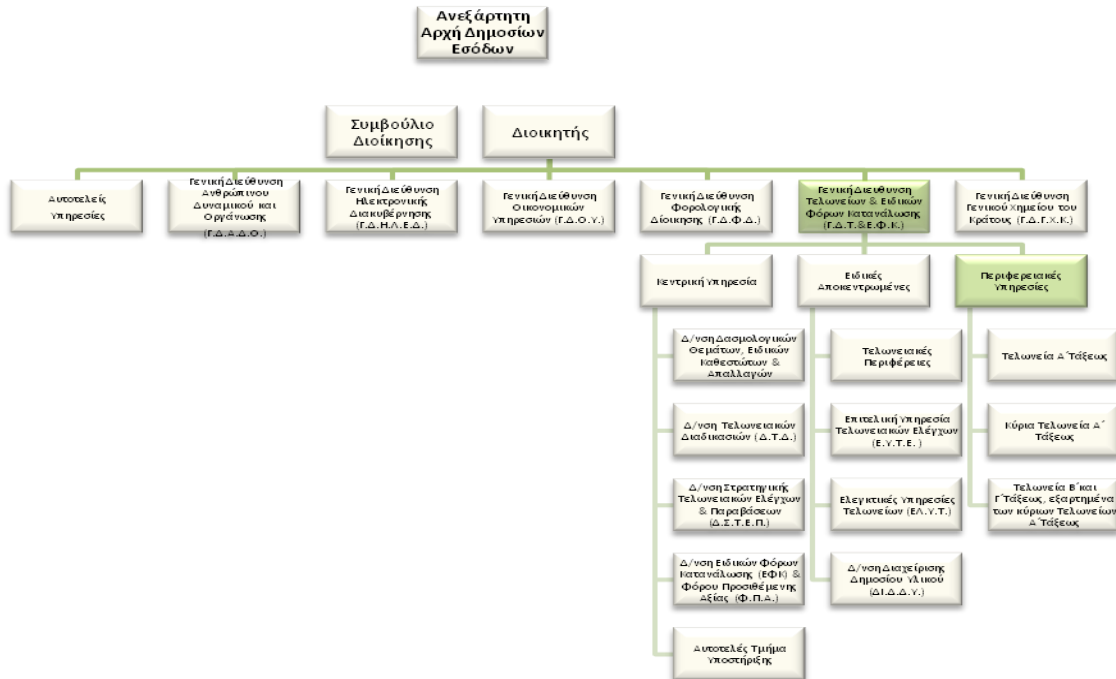 Ανεξάρτητη
Αρχή Δημοσίων
Εσόδων
Συμβούλιο
Διοίκησης
Διοικητής
Αυτοτελείς
Υπηρεσίες
Γενική Διεύθυνση
Ανθρώπινου
Δυναμικού και
Οργάνωσης
(Γ.Δ.Α.Δ.Ο.)
Γενική Διεύθυνση
Ηλεκτρονικής
Διακυβέρνησης
(Γ.Δ.Η.Λ.Ε.Δ.)
Γενική Διεύθυνση
Οικονομικών
Υπηρεσιών (Γ.Δ.Ο.Υ.)
Γενική Διεύθυνση
Φορολογικής
Διοίκησης (Γ.Δ.Φ.Δ.)
Γενική Διευθυνση
Τελωνείων & Ειδικών
Φόρων Κατανάλωσης
(Γ.Δ.Τ.&Ε.Φ.Κ.)
Γενική Διεύθυνση
Γενικού Χημείου του
Κράτους (Γ.Δ.Γ.Χ.Κ.)
Κεντρική Υπηρεσία
Ειδικές
Αποκεντρωμένες
Περιφερειακές
Υπηρεσίες
Δ/νση Δασμολογικών
Θεμάτων, Ειδικών
Καθεστώτων &
Απαλλαγών
Δ/νση Τελωνειακών
Διαδικασιών (Δ.Τ.Δ.)
Δ/νση Στρατηγικής
Τελωνειακών Ελέγχων
& Παραβάσεων
(Δ.Σ.Τ.Ε.Π.)
Δ/νση Ειδικών Φόρων
Κατανάλωσης (ΕΦΚ) &
Φόρου Προσιθέμενης
Αξίας (Φ.Π.Α.)
Αυτοτελές Τμήμα
Υποστήριξης
Τελωνειακές
Περιφέρειες
Επιτελική Υπηρεσία
Τελωνειακών Ελέγχων
(Ε.Υ.Τ.Ε. )
Ελεγκτικές Υπηρεσίες
Τελωνείων (ΕΛ.Υ.Τ.)
Δ/νση Διαχείρισης
Δημοσίου Υλικού
(ΔΙ.Δ.Δ.Υ.)
Τελωνεία Α΄Τάξεως
Κύρια Τελωνεία Α΄
Τάξεως
Τελωνεία Β΄και
Γ΄Τάξεως, εξαρτημένα
των κύριων Τελωνείων
Α΄Τάξεως